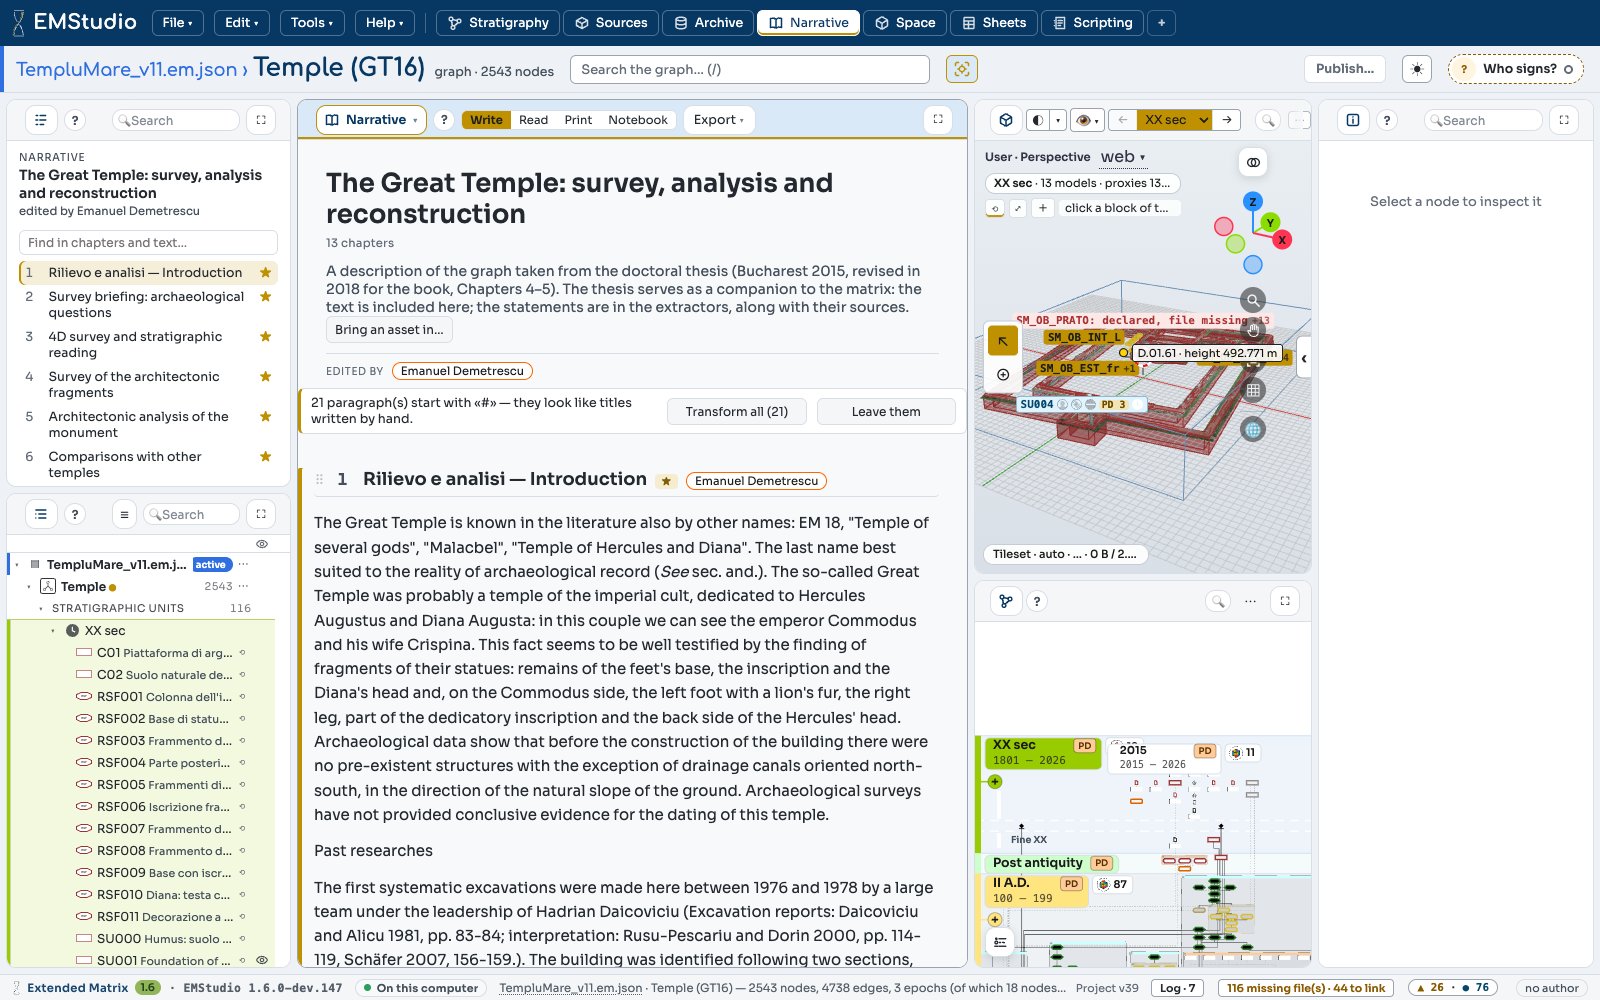 EMStudio File Edit Tools Help Stratigraphy Sources Archive Narrative Space Sheets Scripting +
TempluMare_v11.em.json › Temple (GT16) graph · 2543 nodes Search the graph... (/) Publish... ? Who signs?
? Search
NARRATIVE
The Great Temple: survey, analysis
and reconstruction
edited by Emanuel Demetrescu
Find in chapters and text...
1 Rilievo e analisi — Introduction
2 Survey briefing: archaeological
questions
3 4D survey and stratigraphic
reading
4 Survey of the architectonic
fragments
5 Architectonic analysis of the
monument
6 Comparisons with other
temples
? Search
TempluMare_v11.em.j... active ...
Temple 2543 ...
STRATIGRAPHIC UNITS 116
XX sec
C01 Piattaforma di arg...
C02 Suolo naturale de...
RSF001 Colonna dell'i...
RSF002 Base di statu...
RSF003 Frammento d...
RSF004 Parte posteri...
RSF005 Frammenti di...
RSF006 Iscrizione fra...
RSF007 Frammento d...
RSF008 Frammento d...
RSF009 Base con iscr...
RSF010 Diana: testa c...
RSF011 Decorazione a ...
SU000 Humus: suolo ...
SU001 Foundation of ...
Narrative ? Write Read Print Notebook Export
The Great Temple: survey, analysis and
reconstruction
13 chapters
A description of the graph taken from the doctoral thesis (Bucharest 2015, revised in
2018 for the book, Chapters 4–5). The thesis serves as a companion to the matrix: the
text is included here; the statements are in the extractors, along with their sources.
Bring an asset in...
EDITED BY Emanuel Demetrescu
21 paragraph(s) start with «#» — they look like titles
written by hand.
Transform all (21) Leave them
1 Rilievo e analisi — Introduction Emanuel Demetrescu
The Great Temple is known in the literature also by other names: EM 18, "Temple of
several gods", "Malacbel", "Temple of Hercules and Diana". The last name best
suited to the reality of archaeological record (See sec. and.). The so-called Great
Temple was probably a temple of the imperial cult, dedicated to Hercules
Augustus and Diana Augusta: in this couple we can see the emperor Commodus
and his wife Crispina. This fact seems to be well testified by the finding of
fragments of their statues: remains of the feet's base, the inscription and the
Diana's head and, on the Commodus side, the left foot with a lion's fur, the right
leg, part of the dedicatory inscription and the back side of the Hercules' head.
Archaeological data show that before the construction of the building there were
no pre-existent structures with the exception of drainage canals oriented north-
south, in the direction of the natural slope of the ground. Archaeological surveys
have not provided conclusive evidence for the dating of this temple.
Past researches
The first systematic excavations were made here between 1976 and 1978 by a large
team under the leadership of Hadrian Daicoviciu (Excavation reports: Daicoviciu
and Alicu 1981, pp. 83-84; interpretation: Rusu-Pescariu and Dorin 2000, pp. 114-
119, Schäfer 2007, 156-159.). The building was identified following two sections,
XX sec
User · Perspective web
XX sec · 13 models · proxies 13...
+ click a block of t...
Z
Y
X
SM_OB_PRATO: declared, file missing +13
SM_OB_INT_L
D.01.61 · height 492.771 m
SM_OB_EST_fr +1
SU004 PD 3
Tileset · auto · ... · 0 B / 2....
? ...
XX sec PD
1801 – 2026
2015 PD 11
2015 – 2026
Fine XX
Post antiquity PD
II A.D. PD 87
100 – 199
? Search
Select a node to inspect it
Extended Matrix 1.6 · EMStudio 1.6.0-dev.147 On this computer TempluMare_v11.em.json · Temple (GT16) — 2543 nodes, 4738 edges, 3 epochs (of which 18 nodes... Project v39 Log · 7 116 missing file(s) · 44 to link ▲ 26 · ● 76 no author